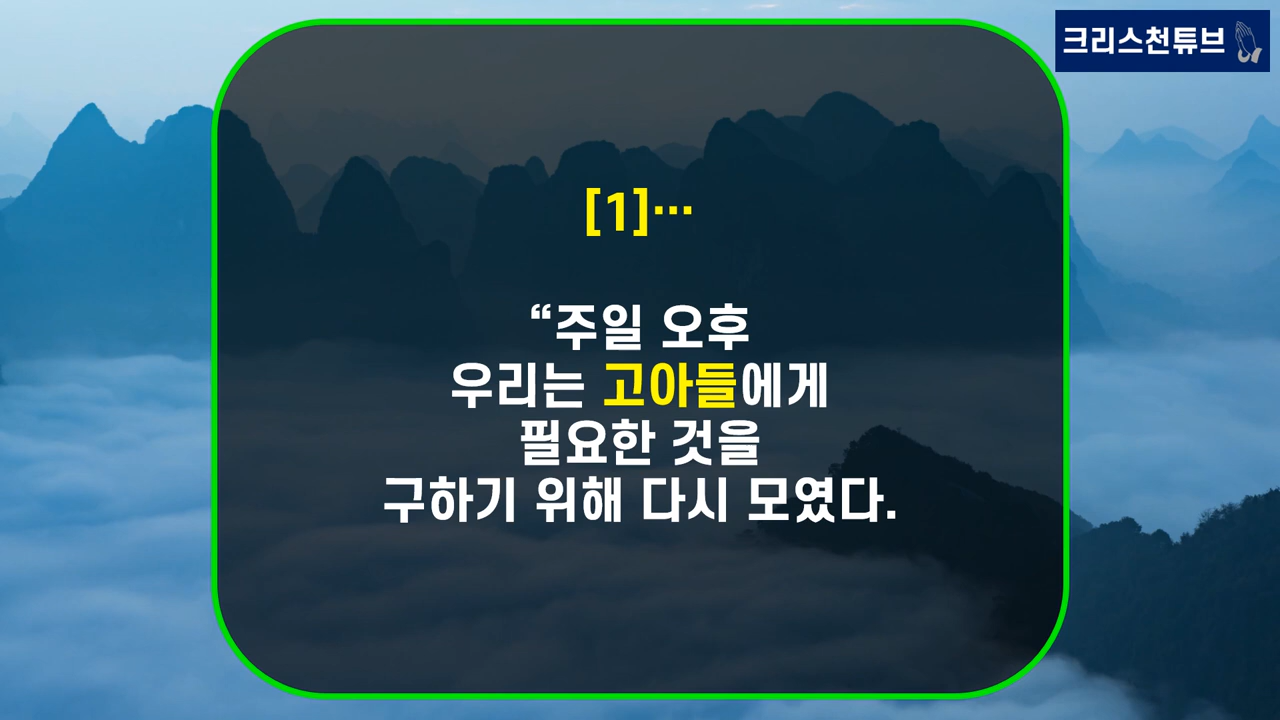 크리스천튜브
[1]…
“주일 오후
우리는 고아들에게
필요한 것을
구하기 위해 다시 모였다.